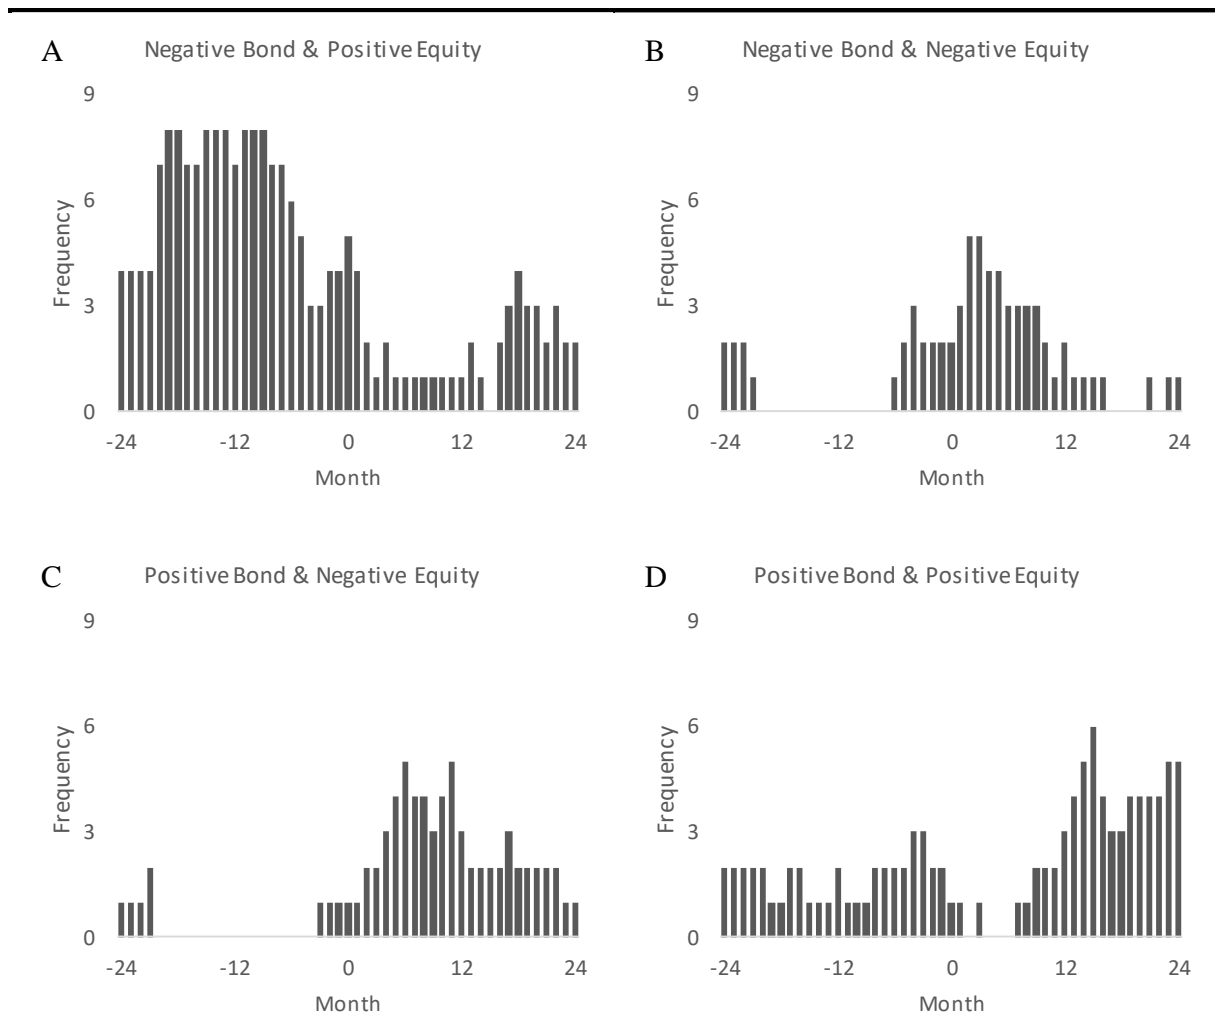 A
Negative Bond & Positive Equity
9
6
3
0
Frequency
-24
-12
0
12
24
Month
B
Negative Bond & Negative Equity
9
6
3
0
Frequency
-24
-12
0
12
24
Month
C
Positive Bond & Negative Equity
9
6
3
0
Frequency
-24
-12
0
12
24
Month
D
Positive Bond & Positive Equity
9
6
3
0
Frequency
-24
-12
0
12
24
Month